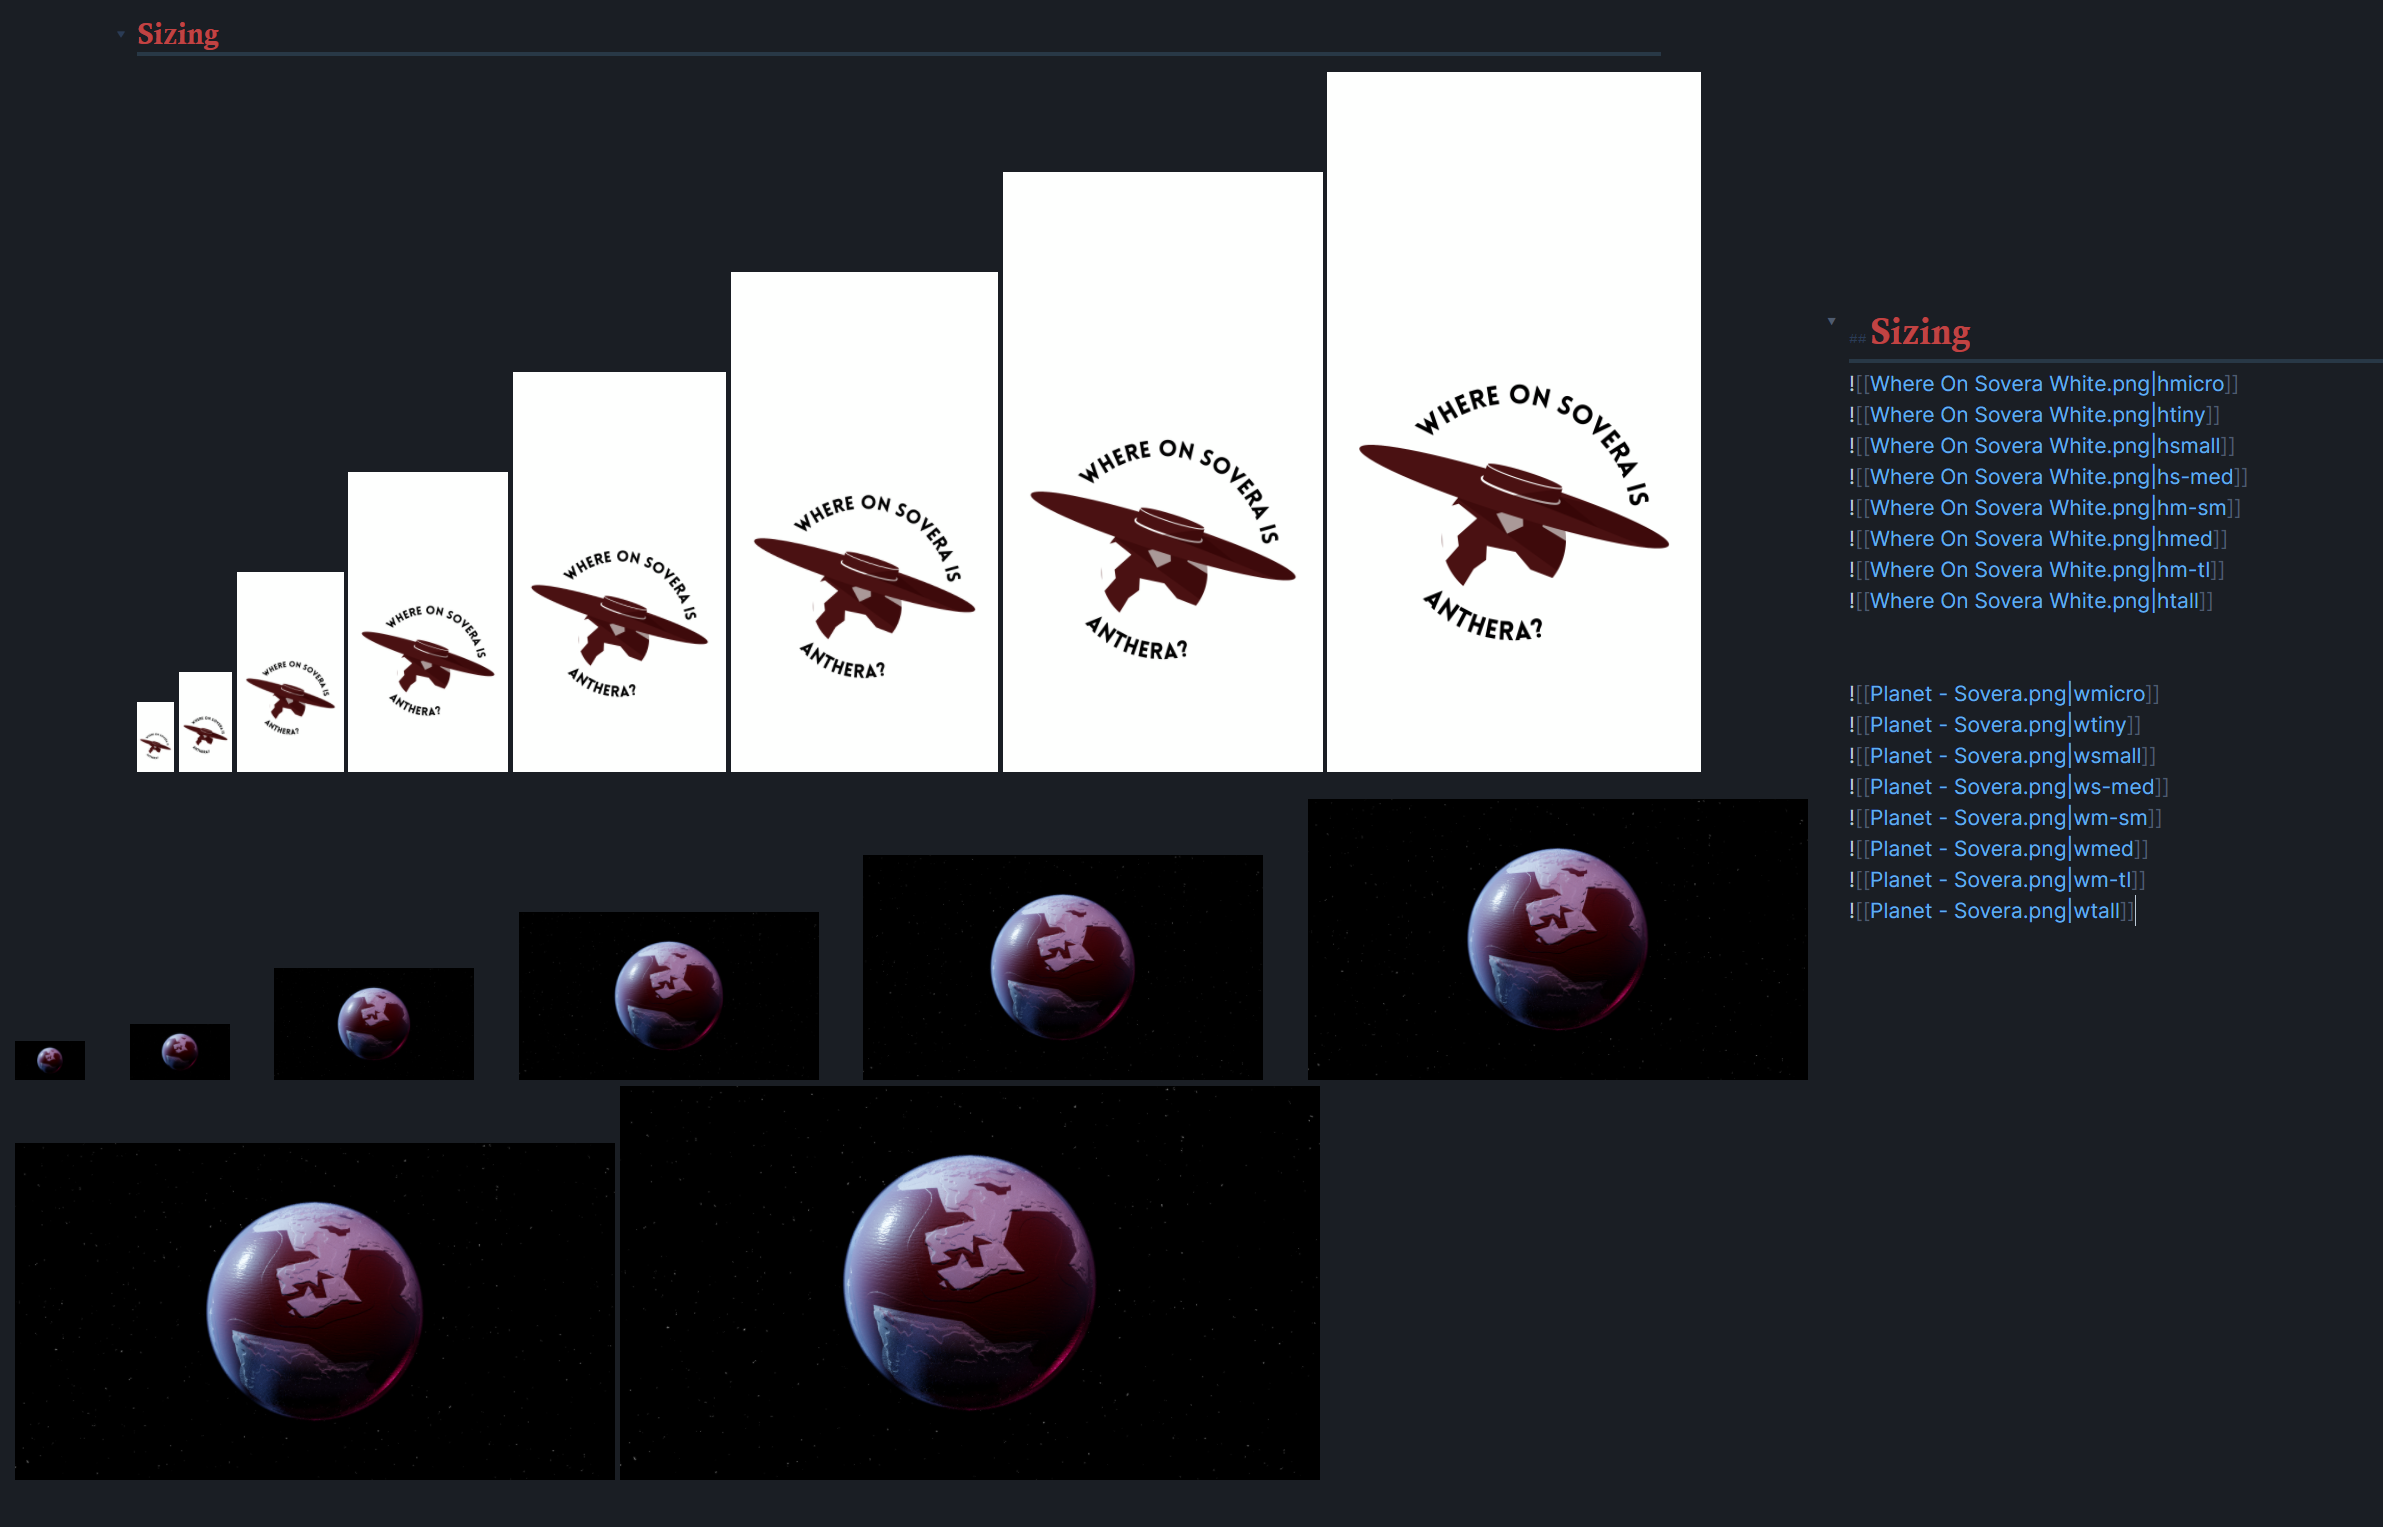 Sizing
WHERE ON SOVERA IS
ANTHERA?
WHERE ON SOVERA IS
ANTHERA?
WHERE ON SOVERA IS
ANTHERA?
WHERE ON SOVERA IS
ANTHERA?
WHERE ON SOVERA IS
ANTHERA?
WHERE ON SOVERA IS
ANTHERA?
WHERE ON SOVERA IS
ANTHERA?
## Sizing
![[Where On Sovera White.png|hmicro]]
![[Where On Sovera White.png|htiny]]
![[Where On Sovera White.png|hsmall]]
![[Where On Sovera White.png|hs-med]]
![[Where On Sovera White.png|hm-sm]]
![[Where On Sovera White.png|hmed]]
![[Where On Sovera White.png|hm-tl]]
![[Where On Sovera White.png|htall]]
![[Planet - Sovera.png|wmicro]]
![[Planet - Sovera.png|wtiny]]
![[Planet - Sovera.png|wsmall]]
![[Planet - Sovera.png|ws-med]]
![[Planet - Sovera.png|wm-sm]]
![[Planet - Sovera.png|wmed]]
![[Planet - Sovera.png|wm-tl]]
![[Planet - Sovera.png|wtall]]